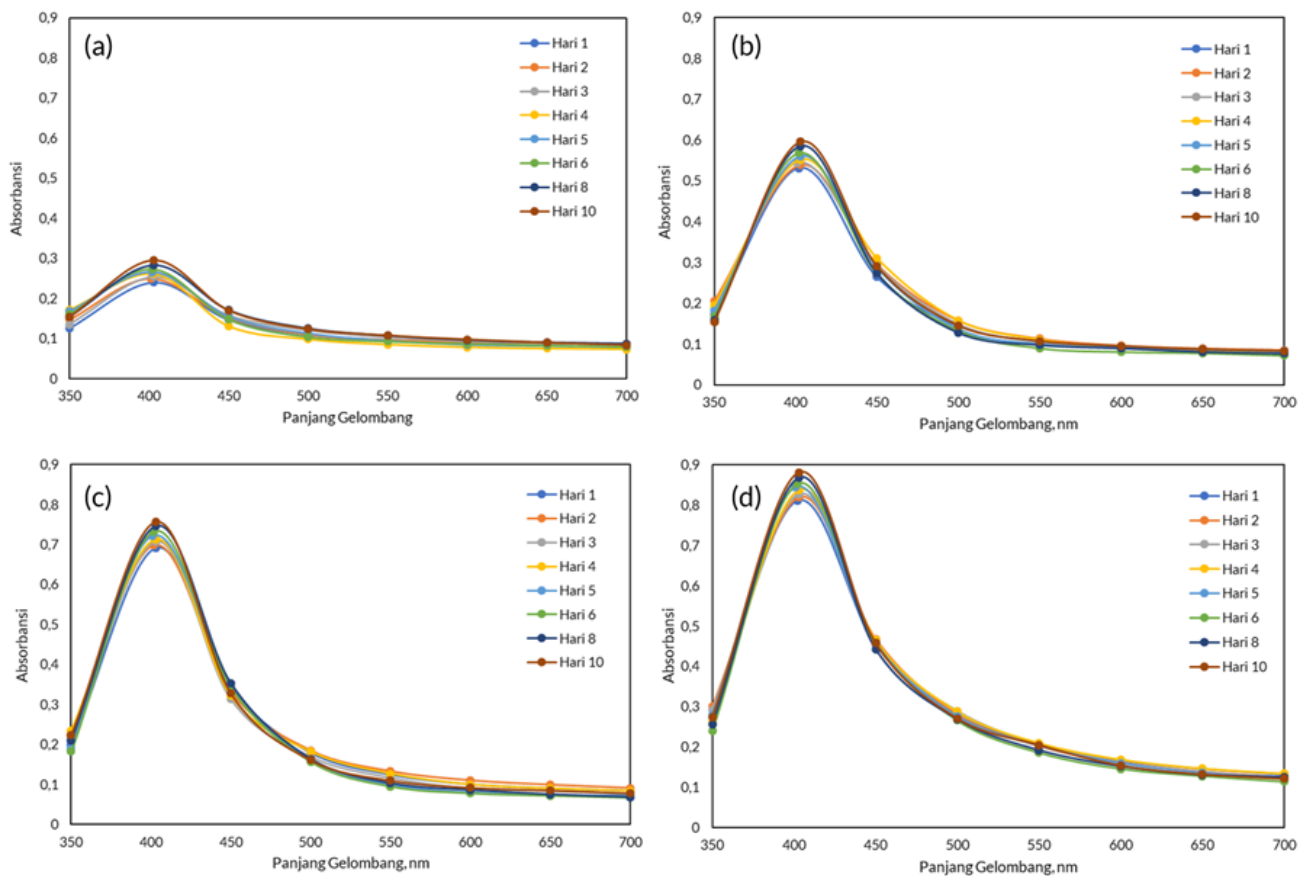 (a)
Absorbansi
0,9
0,8
0,7
0,6
0,5
0,4
0,3
0,2
0,1
0
350 400 450 500 550 600 650 700
Panjang Gelombang
Hari 1
Hari 2
Hari 3
Hari 4
Hari 5
Hari 6
Hari 8
Hari 10
(b)
Absorbansi
0,9
0,8
0,7
0,6
0,5
0,4
0,3
0,2
0,1
0
350 400 450 500 550 600 650 700
Panjang Gelombang, nm
Hari 1
Hari 2
Hari 3
Hari 4
Hari 5
Hari 6
Hari 8
Hari 10
(c)
Absorbansi
0,9
0,8
0,7
0,6
0,5
0,4
0,3
0,2
0,1
0
350 400 450 500 550 600 650 700
Panjang Gelombang, nm
Hari 1
Hari 2
Hari 3
Hari 4
Hari 5
Hari 6
Hari 8
Hari 10
(d)
Absorbansi
0,9
0,8
0,7
0,6
0,5
0,4
0,3
0,2
0,1
0
350 400 450 500 550 600 650 700
Panjang Gelombang, nm
Hari 1
Hari 2
Hari 3
Hari 4
Hari 5
Hari 6
Hari 8
Hari 10